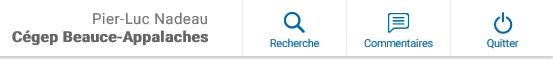 Pier-Luc Nadeau
Cégep Beauce-Appalaches
Recherche
Commentaires
Quitter